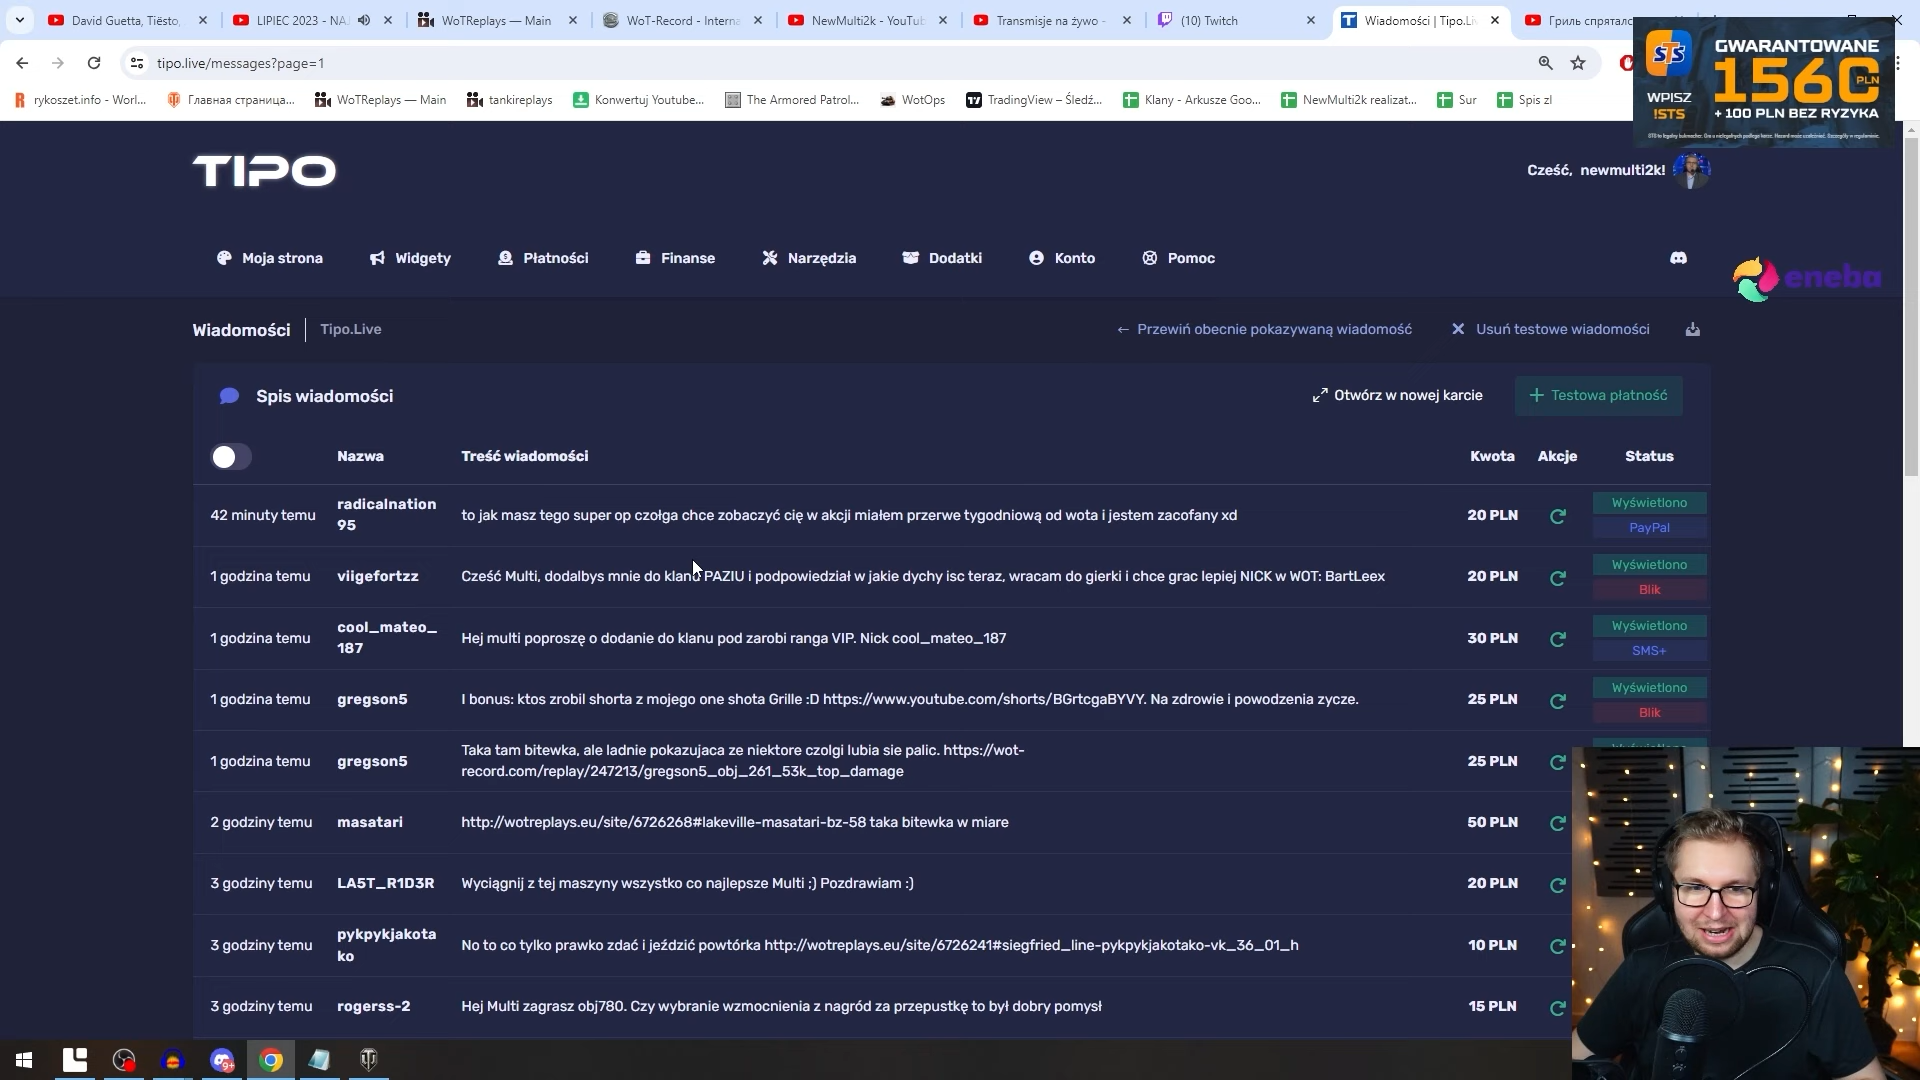 David Guetta, Tiësto,
LIPIEC 2023 - NAJ
WoTReplays — Main
WoT-Record - Interna
NewMulti2k - YouTub
Transmisje na żywo -
(10) Twitch
Wiadomości | Tipo.Li
Гриль спряталс
tipo.live/messages?page=1
rykoszet.info - Worl...
Главная страница...
WoTReplays — Main
tankireplays
Konwertuj Youtube...
The Armored Patrol...
WotOps
TradingView – Śledź...
Klany - Arkusze Goo...
NewMulti2k realizat...
Sur
Spis zl
STS
WPISZ
!STS
GWARANTOWANE
1560 PLN
+ 100 PLN BEZ RYZYKA
TIPO
Cześć, newmulti2k!
Moja strona
Widgety
Płatności
Finanse
Narzędzia
Dodatki
Konto
Pomoc
eneba
Wiadomości
Tipo.Live
← Przewiń obecnie pokazywaną wiadomość
Usuń testowe wiadomości
Spis wiadomości
Otwórz w nowej karcie
+ Testowa płatność
Nazwa
Treść wiadomości
Kwota
Akcje
Status
42 minuty temu
radicalnation
95
to jak masz tego super op czołga chce zobaczyć cię w akcji miałem przerwe tygodniową od wota i jestem zacofany xd
20 PLN
Wyświetlono
PayPal
1 godzina temu
viigefortzz
Cześć Multi, dodalbys mnie do klanu PAZIU i podpowiedział w jakie dychy isc teraz, wracam do gierki i chce grac lepiej NICK w WOT: BartLeex
20 PLN
Wyświetlono
Blik
1 godzina temu
cool_mateo_
187
Hej multi poproszę o dodanie do klanu pod zarobi ranga VIP. Nick cool_mateo_187
30 PLN
Wyświetlono
SMS+
1 godzina temu
gregson5
I bonus: ktos zrobil shorta z mojego one shota Grille :D https://www.youtube.com/shorts/BGrtcgaBYVY. Na zdrowie i powodzenia zycze.
25 PLN
Wyświetlono
Blik
1 godzina temu
gregson5
Taka tam bitewka, ale ladnie pokazujaca ze niektore czolgi lubia sie palic. https://wot-
record.com/replay/247213/gregson5_obj_261_53k_top_damage
25 PLN
2 godziny temu
masatari
http://wotreplays.eu/site/6726268#lakeville-masatari-bz-58 taka bitewka w miare
50 PLN
3 godziny temu
LA5T_R1D3R
Wyciągnij z tej maszyny wszystko co najlepsze Multi ;) Pozdrawiam :)
20 PLN
3 godziny temu
pykpykjakota
ko
No to co tylko prawko zdać i jeździć powtórka http://wotreplays.eu/site/6726241#siegfried_line-pykpykjakotako-vk_36_01_h
10 PLN
3 godziny temu
rogerss-2
Hej Multi zagrasz obj780. Czy wybranie wzmocnienia z nagród za przepustkę to był dobry pomysł
15 PLN
9+